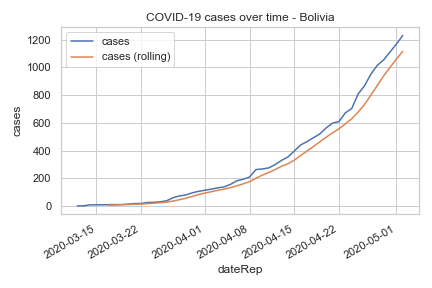 COVID-19 cases over time - Bolivia
cases
cases (rolling)
1200
1000
800
600
400
200
0
cases
2020-03-15
2020-03-22
2020-04-01
2020-04-08
2020-04-15
2020-04-22
2020-05-01
dateRep